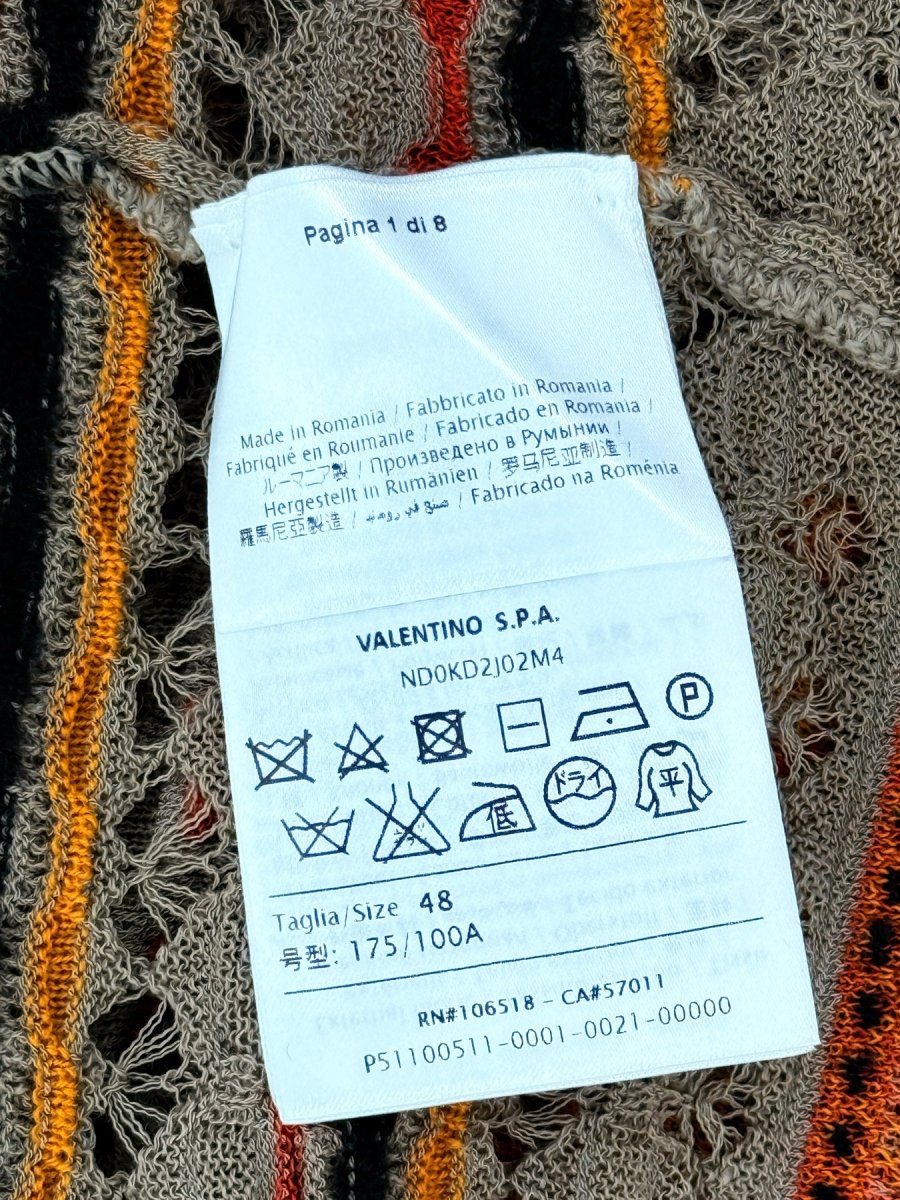 Pagina 1 di 8
Made in Romania / Fabbricato in Romania /
Fabriqué en Roumanie / Fabricado en Romania /
ルーマニア製 / Произведено в Румынии /
Hergestellt in Rumänien / 罗马尼亚制造 /
羅馬尼亞製造 / صنع في رومانيا / Fabricado na Roménia
VALENTINO S.P.A.
ND0KD2J02M4
P
低 ドライ 平
Taglia/Size 48
号型: 175/100A
RN#106518 - CA#57011
P51100511-0001-0021-00000